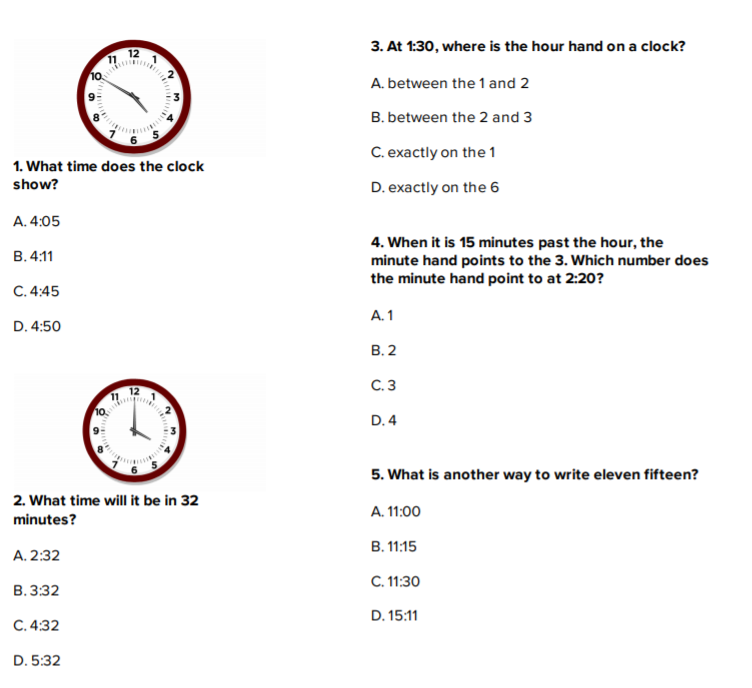 12
11 1
10 2
9 3
8 4
7 5
6
1. What time does the clock
show?
A. 4:05
B. 4:11
C. 4:45
D. 4:50
12
11 1
10 2
9 3
8 4
7 5
6
2. What time will it be in 32
minutes?
A. 2:32
B. 3:32
C. 4:32
D. 5:32
3. At 1:30, where is the hour hand on a clock?
A. between the 1 and 2
B. between the 2 and 3
C. exactly on the 1
D. exactly on the 6
4. When it is 15 minutes past the hour, the
minute hand points to the 3. Which number does
the minute hand point to at 2:20?
A. 1
B. 2
C. 3
D. 4
5. What is another way to write eleven fifteen?
A. 11:00
B. 11:15
C. 11:30
D. 15:11